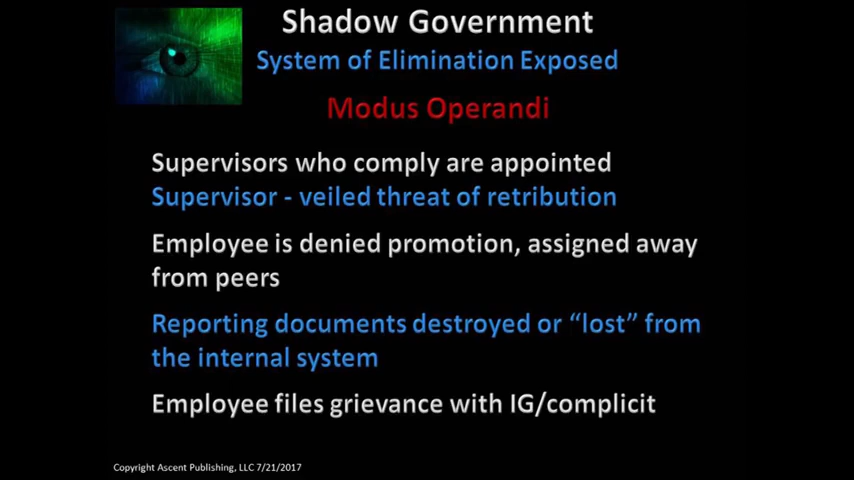 Shadow Government
System of Elimination Exposed
Modus Operandi
Supervisors who comply are appointed
Supervisor - veiled threat of retribution
Employee is denied promotion, assigned away
from peers
Reporting documents destroyed or “lost” from
the internal system
Employee files grievance with IG/complicit
Copyright Ascent Publishing, LLC 7/21/2017